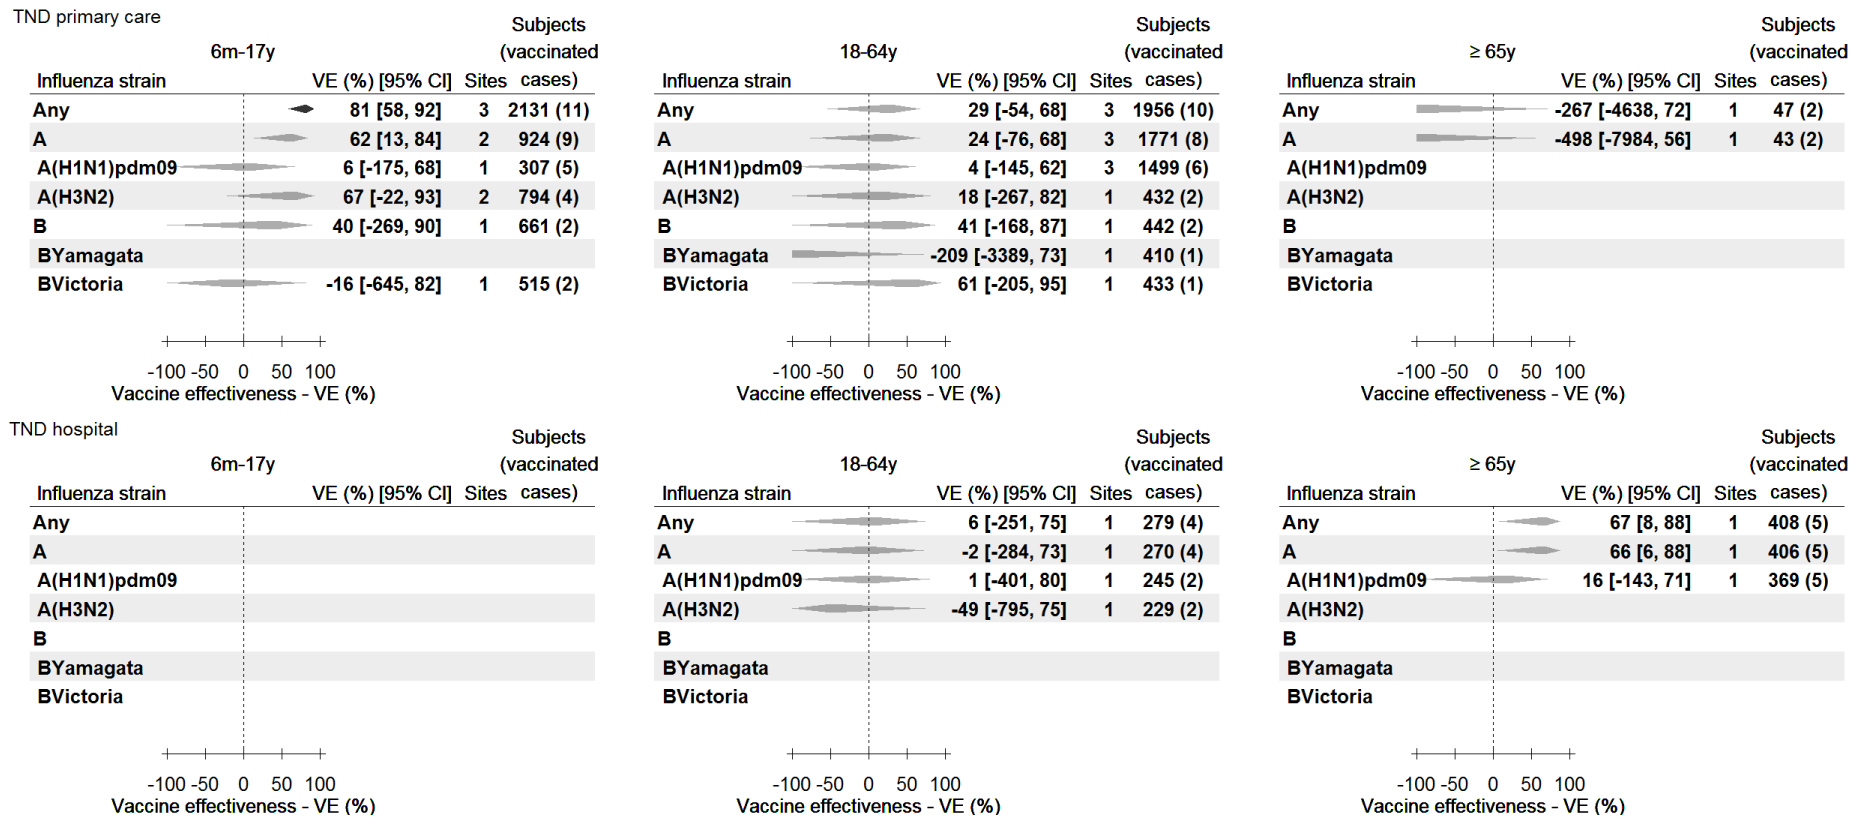 TND primary care
Subjects
6m-17y (vaccinated
Influenza strain VE (%) [95% CI] Sites cases)
Any 81 [58, 92] 3 2131 (11)
A 62 [13, 84] 2 924 (9)
A(H1N1)pdm09 6 [-175, 68] 1 307 (5)
A(H3N2) 67 [-22, 93] 2 794 (4)
B 40 [-269, 90] 1 661 (2)
BYamagata
BVictoria -16 [-645, 82] 1 515 (2)
-100 -50 0 50 100
Vaccine effectiveness - VE (%)
Subjects
18-64y (vaccinated
Influenza strain VE (%) [95% CI] Sites cases)
Any 29 [-54, 68] 3 1956 (10)
A 24 [-76, 68] 3 1771 (8)
A(H1N1)pdm09 4 [-145, 62] 3 1499 (6)
A(H3N2) 18 [-267, 82] 1 432 (2)
B 41 [-168, 87] 1 442 (2)
BYamagata -209 [-3389, 73] 1 410 (1)
BVictoria 61 [-205, 95] 1 433 (1)
-100 -50 0 50 100
Vaccine effectiveness - VE (%)
Subjects
≥ 65y (vaccinated
Influenza strain VE (%) [95% CI] Sites cases)
Any -267 [-4638, 72] 1 47 (2)
A -498 [-7984, 56] 1 43 (2)
A(H1N1)pdm09
A(H3N2)
B
BYamagata
BVictoria
-100 -50 0 50 100
Vaccine effectiveness - VE (%)
TND hospital
Subjects
6m-17y (vaccinated
Influenza strain VE (%) [95% CI] Sites cases)
Any
A
A(H1N1)pdm09
A(H3N2)
B
BYamagata
BVictoria
-100 -50 0 50 100
Vaccine effectiveness - VE (%)
Subjects
18-64y (vaccinated
Influenza strain VE (%) [95% CI] Sites cases)
Any 6 [-251, 75] 1 279 (4)
A -2 [-284, 73] 1 270 (4)
A(H1N1)pdm09 1 [-401, 80] 1 245 (2)
A(H3N2) -49 [-795, 75] 1 229 (2)
B
BYamagata
BVictoria
-100 -50 0 50 100
Vaccine effectiveness - VE (%)
Subjects
≥ 65y (vaccinated
Influenza strain VE (%) [95% CI] Sites cases)
Any 67 [8, 88] 1 408 (5)
A 66 [6, 88] 1 406 (5)
A(H1N1)pdm09 16 [-143, 71] 1 369 (5)
A(H3N2)
B
BYamagata
BVictoria
-100 -50 0 50 100
Vaccine effectiveness - VE (%)